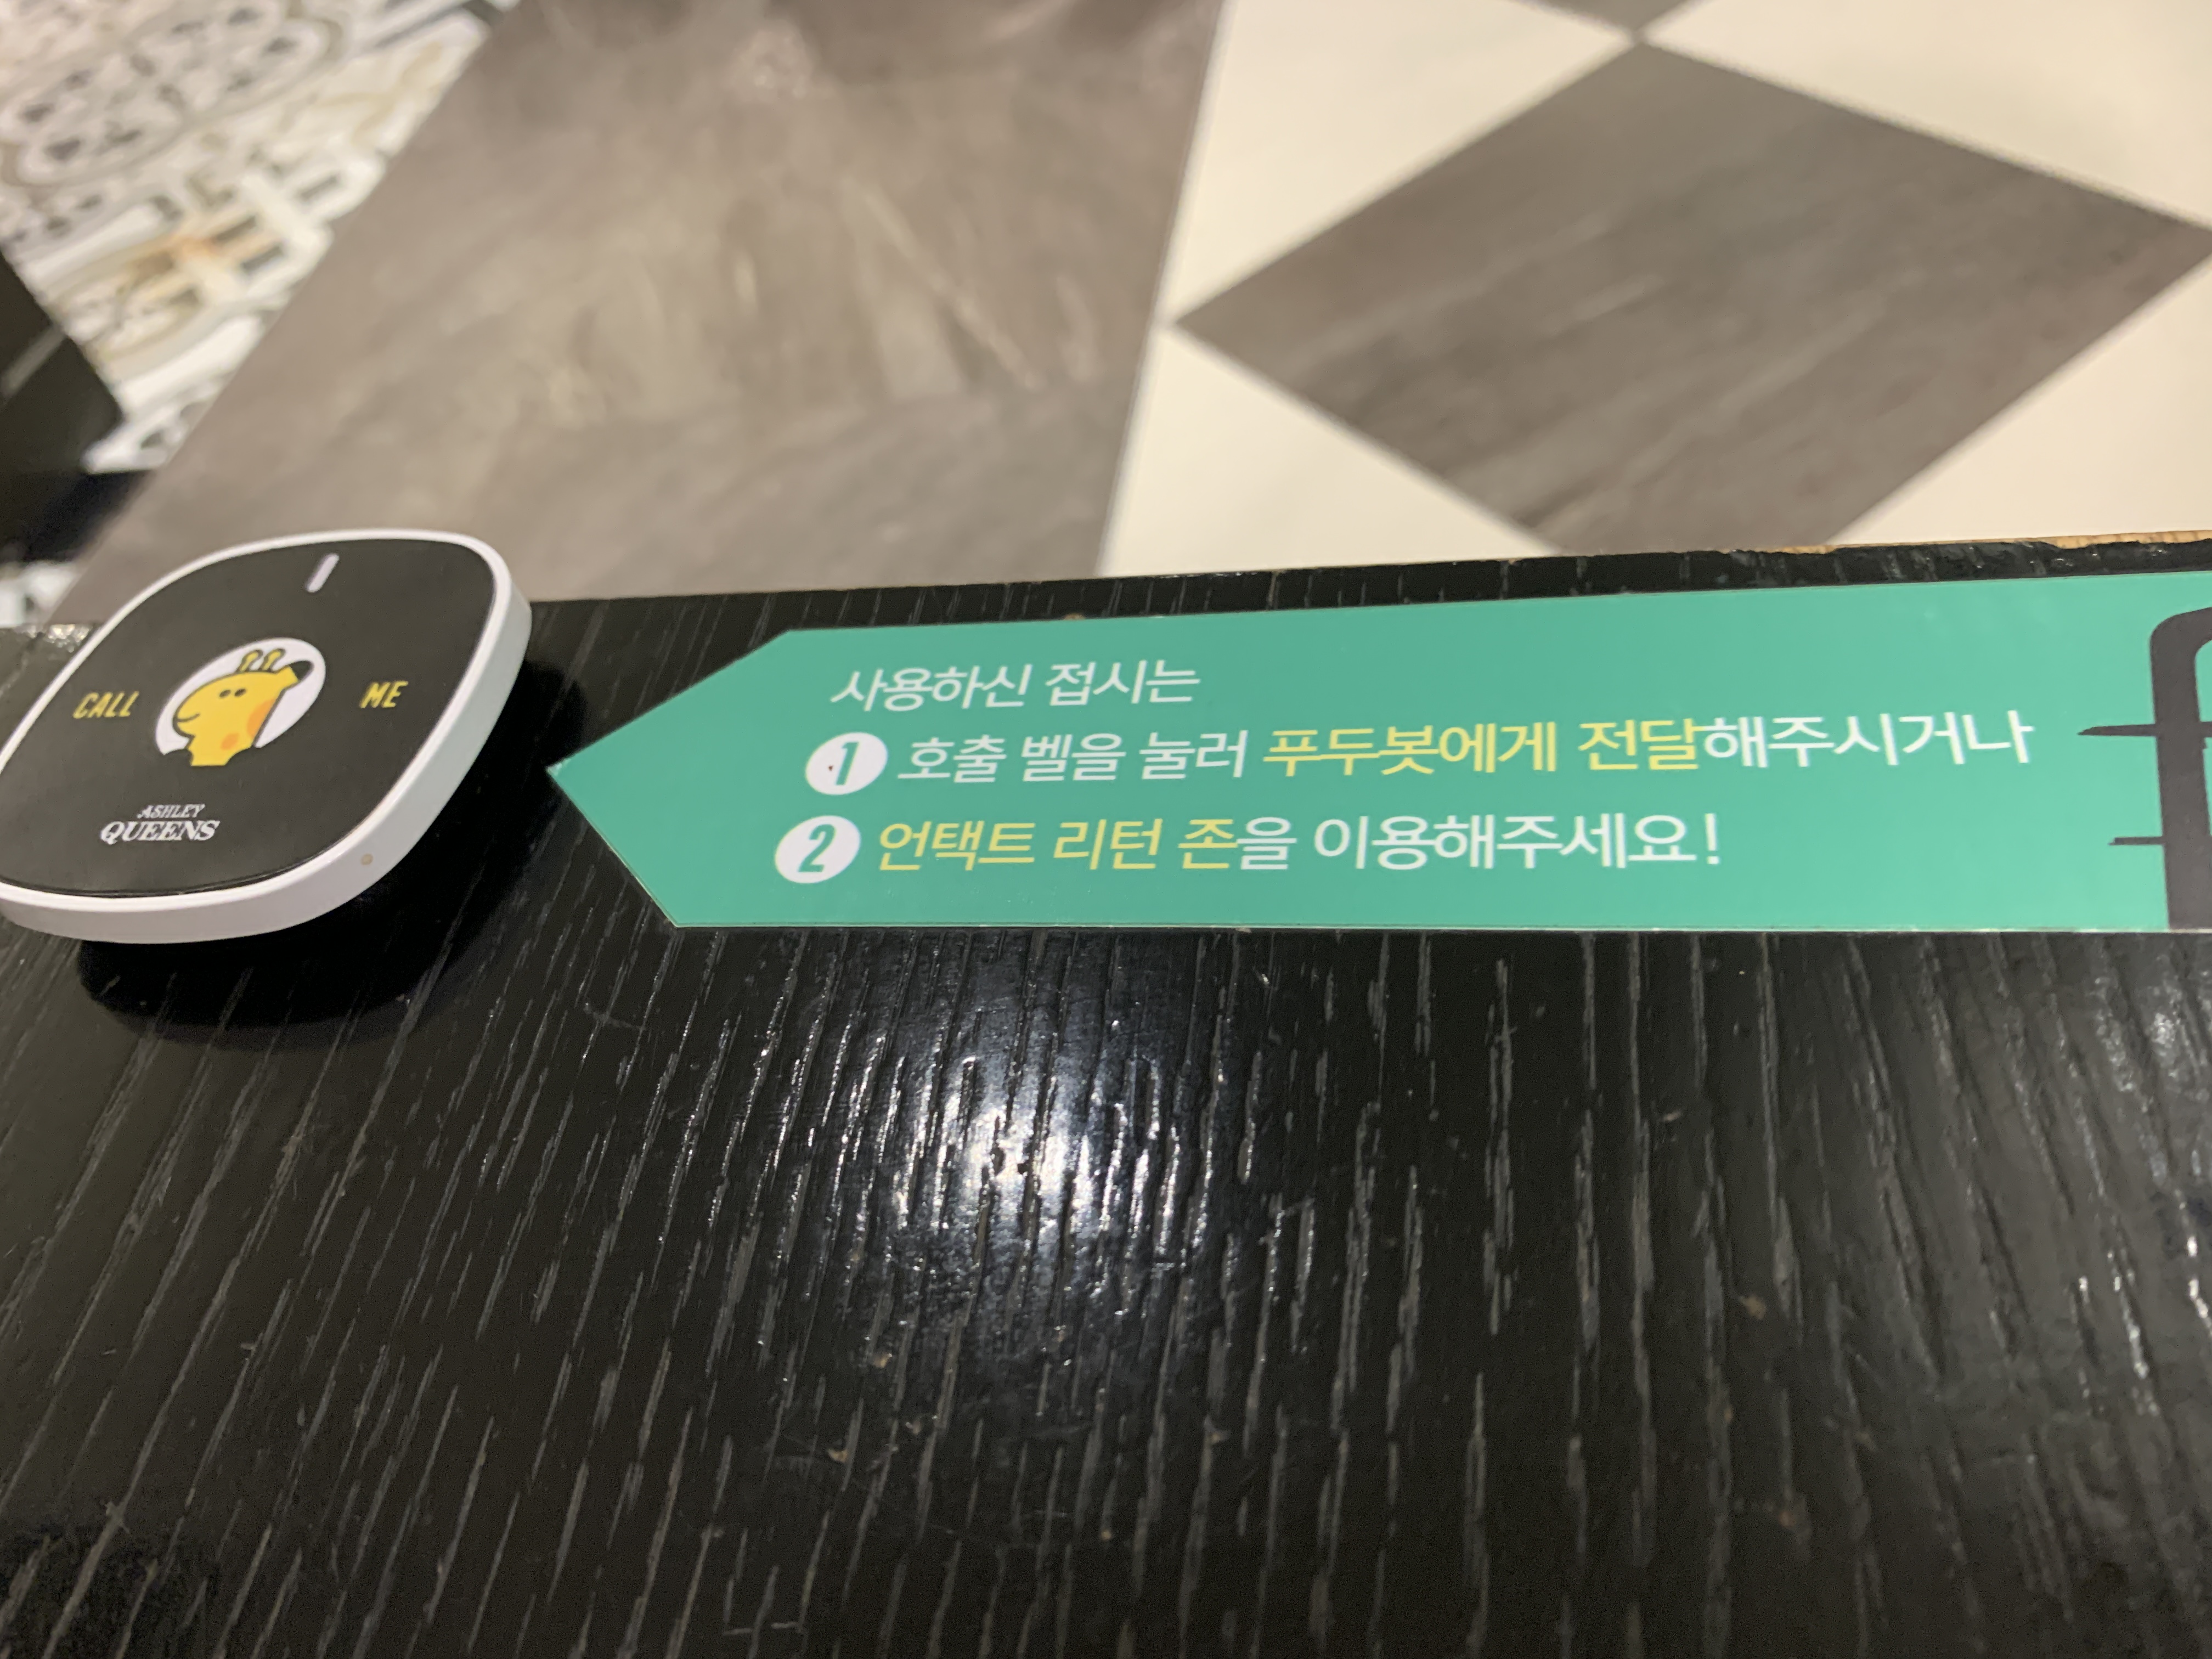 CALL ME
ASHLEY
QUEENS
사용하신 접시는
1 호출 벨을 눌러 푸두봇에게 전달해주시거나
2 언택트 리턴 존을 이용해주세요!